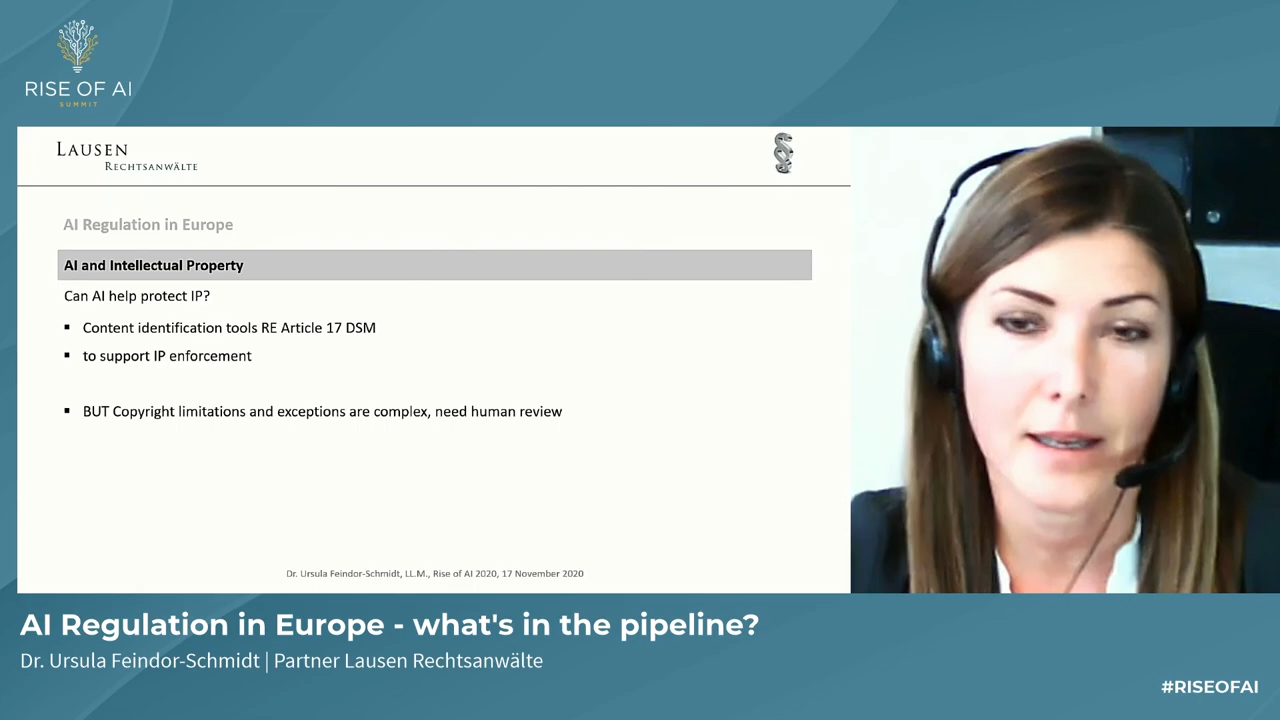 RISE OF AI
SUMMIT
LAUSEN
RECHTSANWÄLTE
AI Regulation in Europe
AI and Intellectual Property
Can AI help protect IP?
▪ Content identification tools RE Article 17 DSM
▪ to support IP enforcement
▪ BUT Copyright limitations and exceptions are complex, need human review
Dr. Ursula Feindor-Schmidt, LL.M., Rise of AI 2020, 17 November 2020
AI Regulation in Europe - what's in the pipeline?
Dr. Ursula Feindor-Schmidt | Partner Lausen Rechtsanwälte
#RISEOFAI